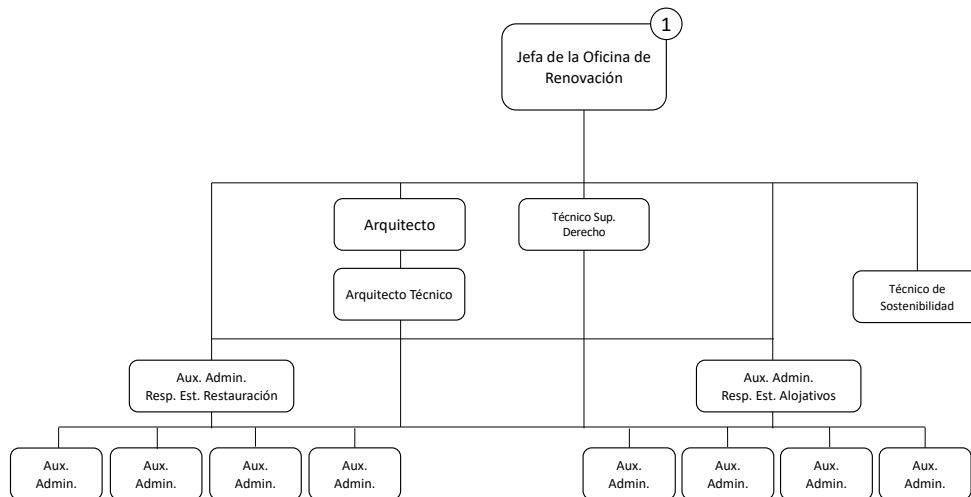 1
Jefa de la Oficina de
Renovación
Arquitecto
Técnico Sup.
Derecho
Arquitecto Técnico
Técnico de
Sostenibilidad
Aux. Admin.
Resp. Est. Restauración
Aux. Admin.
Resp. Est. Alojativos
Aux.
Admin.
Aux.
Admin.
Aux.
Admin.
Aux.
Admin.
Aux.
Admin.
Aux.
Admin.
Aux.
Admin.
Aux.
Admin.